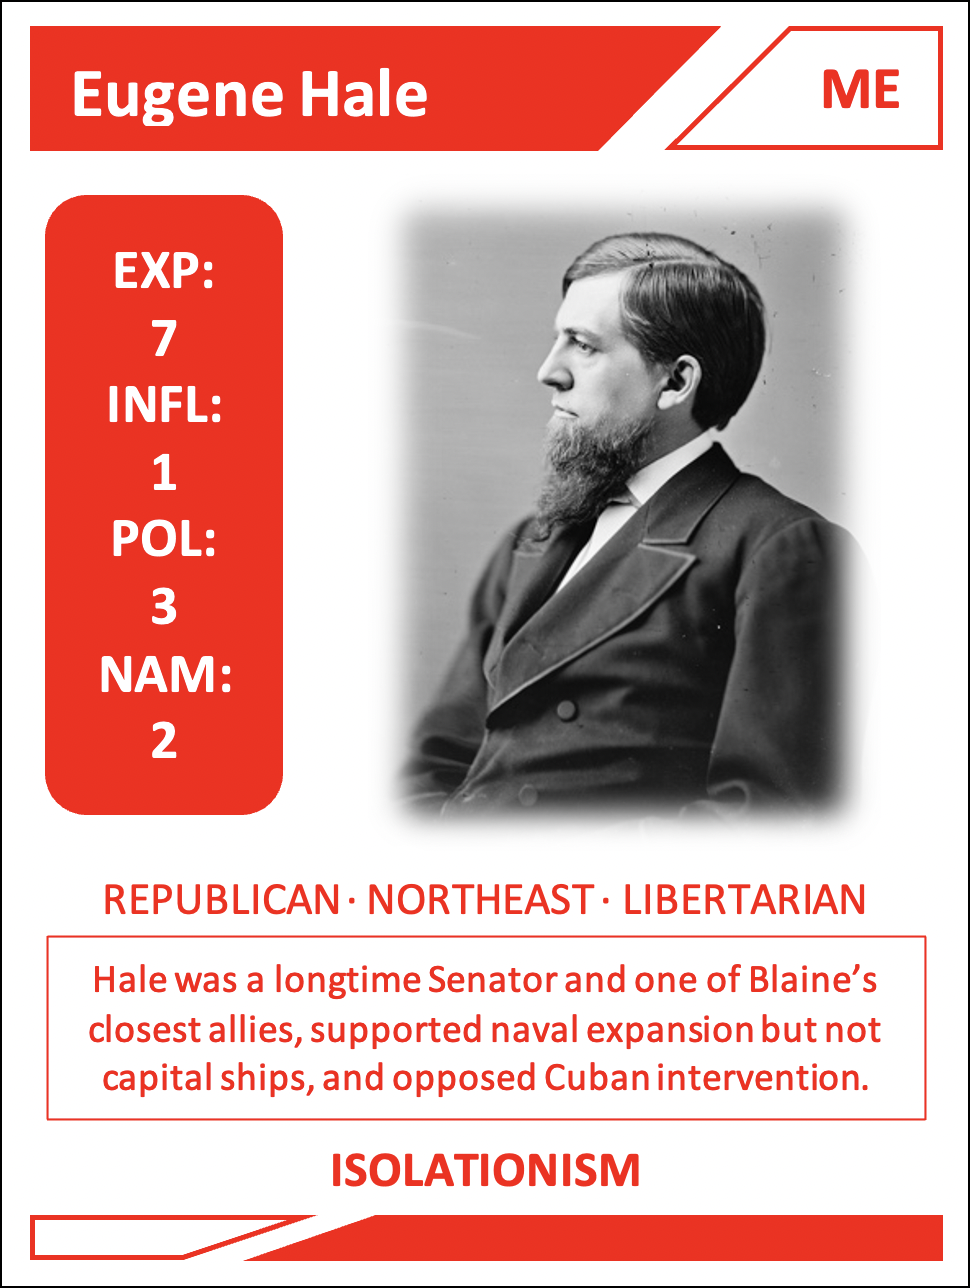 Eugene Hale
ME
EXP:
7
INFL:
1
POL:
3
NAM:
2
REPUBLICAN · NORTHEAST · LIBERTARIAN
Hale was a longtime Senator and one of Blaine’s
closest allies, supported naval expansion but not
capital ships, and opposed Cuban intervention.
ISOLATIONISM